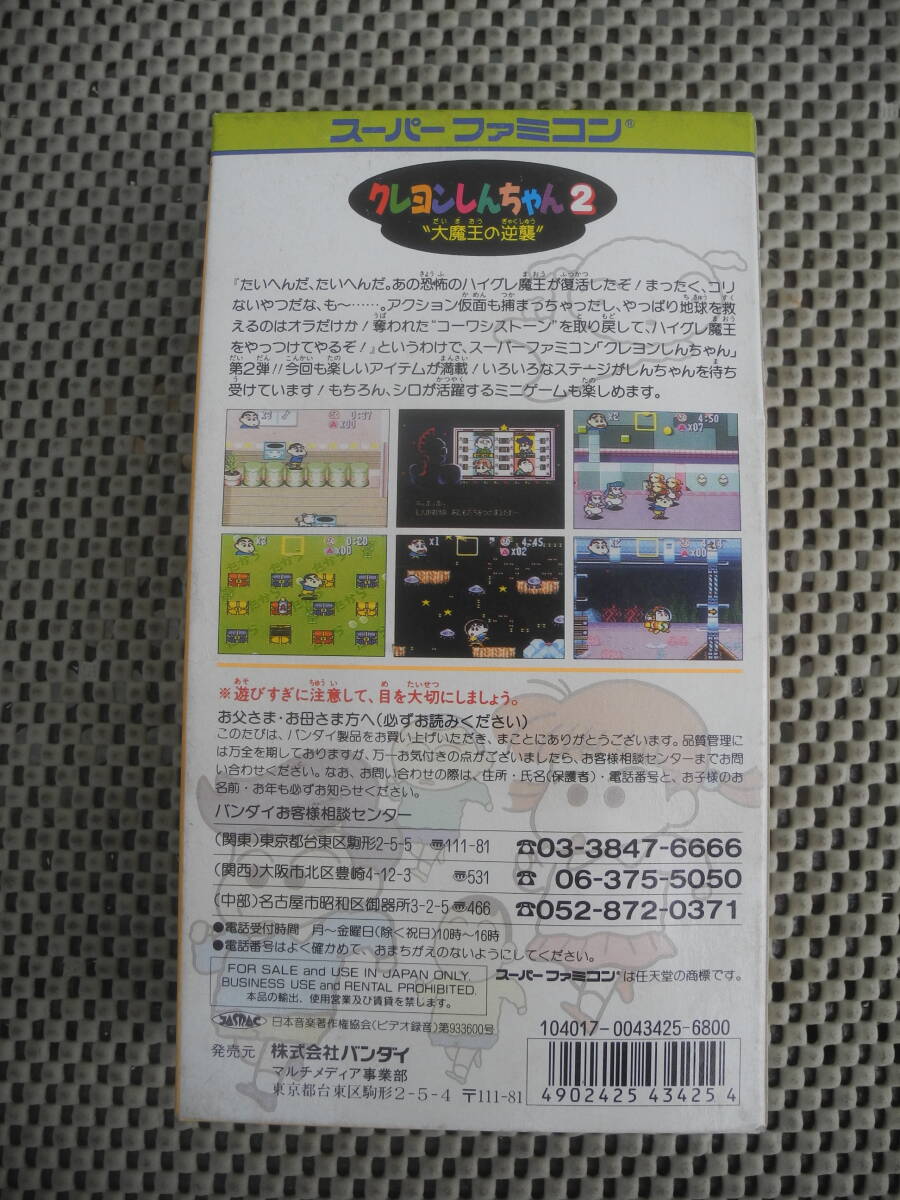 スーパーファミコン®
クレヨンしんちゃん2
“大魔王の逆襲”
『たいへんだ、たいへんだ。あの恐怖のハイグレ魔王が復活したぞ！まったく、コリ
ないやつだな、も〜……。アクション仮面も捕まっちゃったし、やっぱり地球を救
えるのはオラだけか！奪われた“コーワシストーン”を取り戻して、ハイグレ魔王
をやっつけてやるぞ！』というわけで、スーパーファミコン「クレヨンしんちゃん」
第2弾!!今回も楽しいアイテムが満載！いろいろなステージがしんちゃんを待ち
受けています！もちろん、シロが活躍するミニゲームも楽しめます。
※遊びすぎに注意して、目を大切にしましょう。
お父さま・お母さま方へ（必ずお読みください）
このたびは、バンダイ製品をお買い上げいただき、まことにありがとうございます。品質管理に
は万全を期しておりますが、万一お気付きの点がございましたら、お客様相談センターまでお問
い合わせください。なお、お問い合わせの際は、住所・氏名（保護者）・電話番号と、お子様のお
名前・お年も必ずお知らせください。
バンダイお客様相談センター
（関東）東京都台東区駒形2-5-5 〠111-81 ☎03-3847-6666
（関西）大阪市北区豊崎4-12-3 〠531 ☎06-375-5050
（中部）名古屋市昭和区御器所3-2-5 〠466 ☎052-872-0371
●電話受付時間 月〜金曜日（除く祝日）10時〜16時
●電話番号はよく確かめて、おまちがえのないようにしてください。
FOR SALE and USE IN JAPAN ONLY.
BUSINESS USE and RENTAL PROHIBITED.
本品の輸出、使用営業及び賃貸を禁じます。
スーパーファミコン®は任天堂の商標です。
JASRAC 日本音楽著作権協会（ビデオ録音）第933600号
104017-0043425-6800
発売元 株式会社バンダイ
マルチメディア事業部
東京都台東区駒形2-5-4 〒111-81
4902425434254